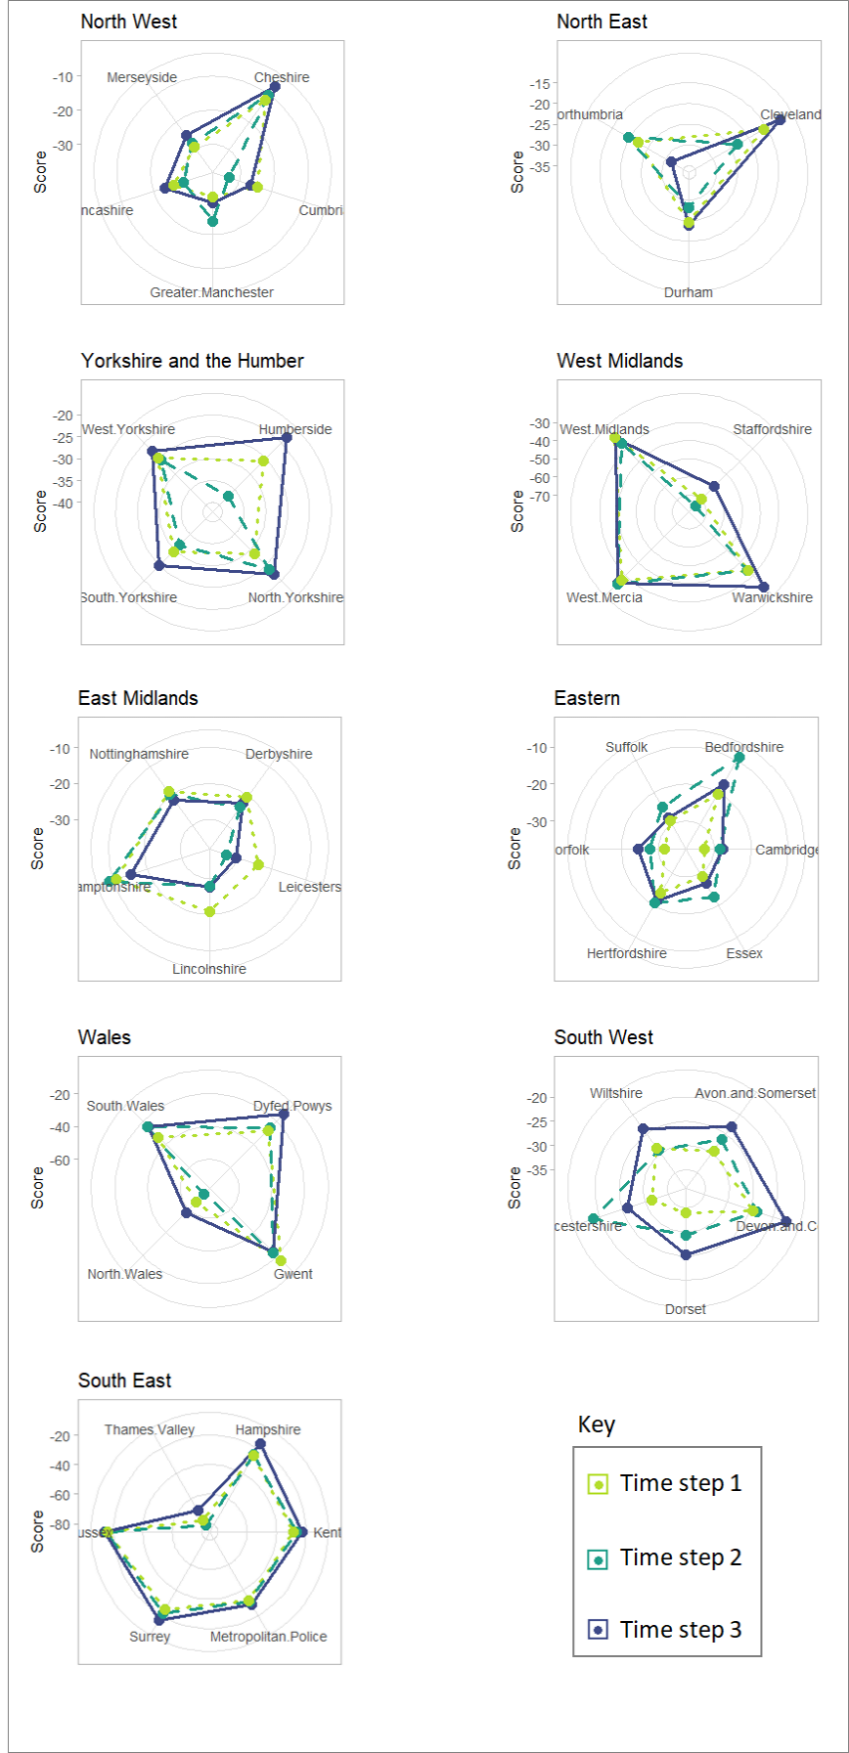 North West
North East
Merseyside
Cheshire
-10
-20
-30
Score
ncashire
Cumbri
Greater.Manchester
-15
-20
-25
-30
-35
Score
orthumbria
Cleveland
Durham
Yorkshire and the Humber
West Midlands
-20
-25
-30
-35
-40
Score
West.Yorkshire
Humberside
South.Yorkshire
North.Yorkshire
-30
-40
-50
-60
-70
Score
West.Midlands
Staffordshire
West.Mercia
Warwickshire
East Midlands
Eastern
-10
-20
-30
Score
Nottinghamshire
Derbyshire
amptonshire
Leicesters
Lincolnshire
-10
-20
-30
Score
Suffolk
Bedfordshire
orfolk
Cambridge
Hertfordshire
Essex
Wales
South West
-20
-40
-60
Score
South.Wales
Dyfed.Powys
North.Wales
Gwent
-20
-25
-30
-35
Score
Wiltshire
Avon.and.Somerset
cestershire
Devon.and.C
Dorset
South East
-20
-40
-60
-80
Score
Thames.Valley
Hampshire
usse
Kent
Surrey
Metropolitan.Police
Key
Time step 1
Time step 2
Time step 3